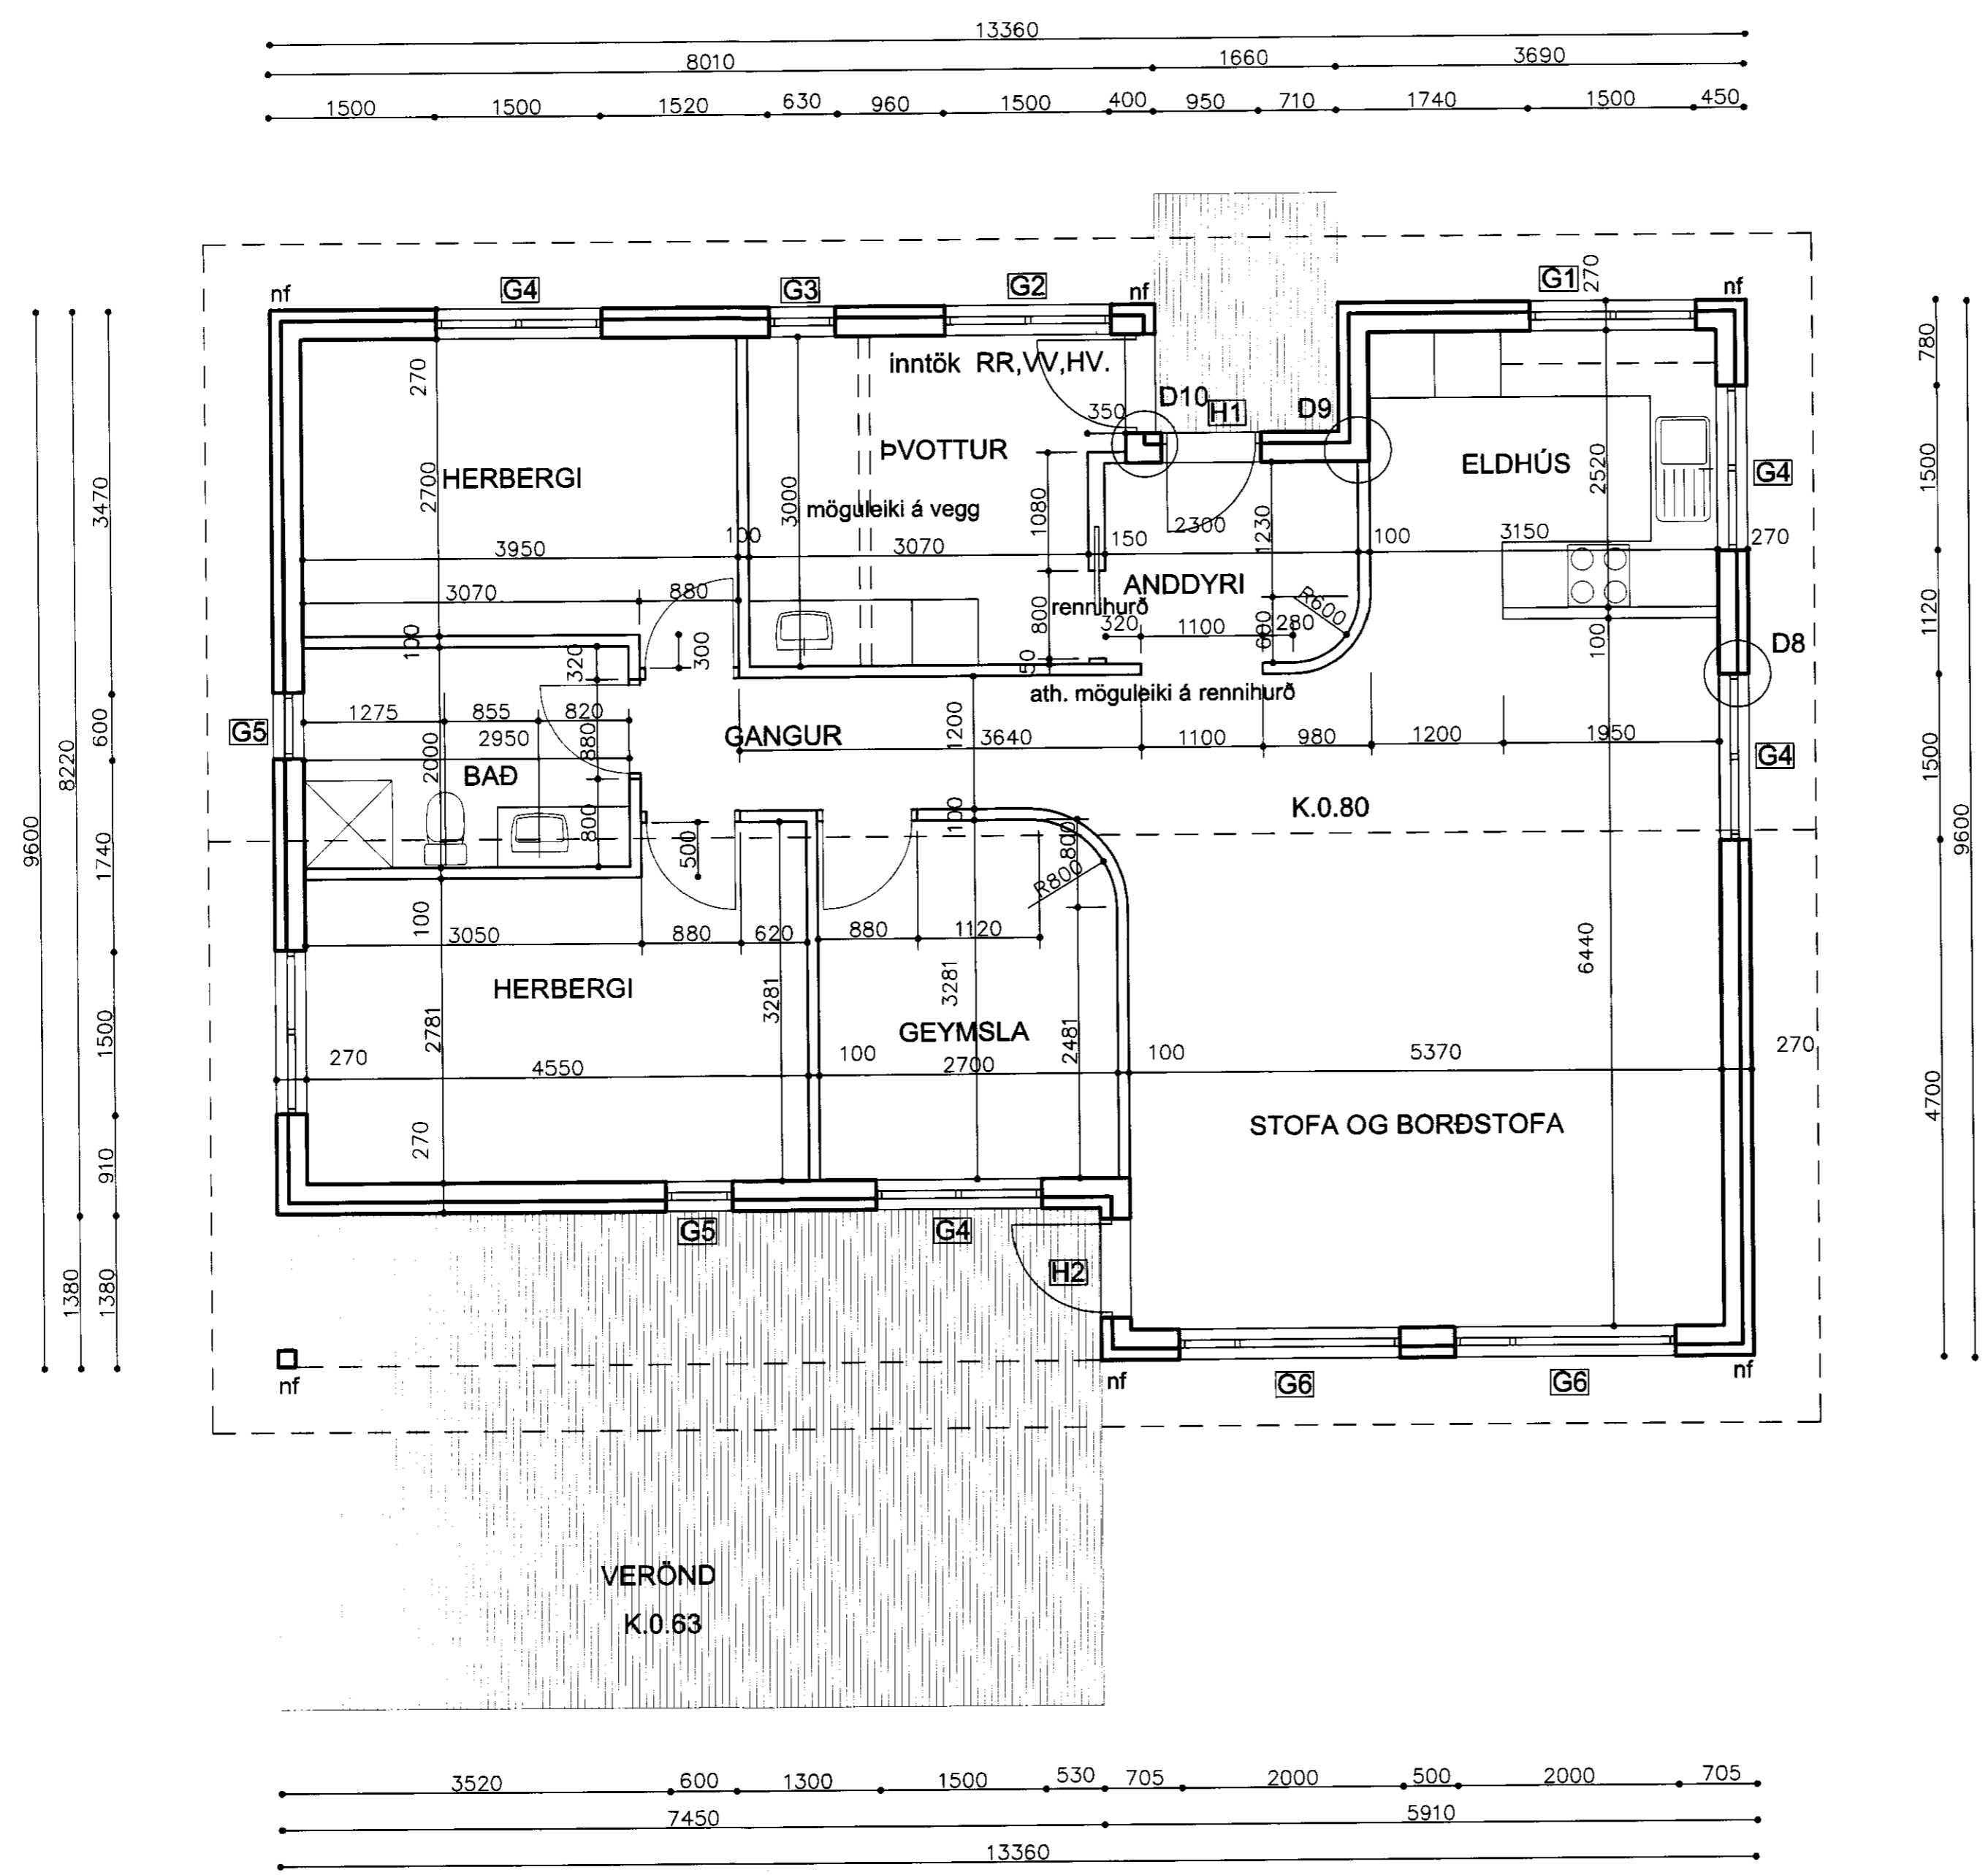 13360
8010 1660 3690
1500 1500 1520 630 960 1500 400 950 710 1740 1500 450
nf G4 G3 G2 nf G1 270 nf
inntök RR,VV,HV.
270
780
350 D10 H1 D9
ÞVOTTUR
ELDHÚS
G4
HERBERGI
2700
3000
möguleiki á vegg
1080
2300
1230
2520
1500
3470
3950 100 3070 150 100 3150 270
ANDDYRI
3070 880
rennihurð
R600
800
320 1100 280
600
1120
100
320
300
50
100
D8
ath. möguleiki á rennihurð
600
G5
1275 855 820
GANGUR
1200
3640 1100 980 1200 1950
2950
880
2000
BAÐ
G4
1500
8220
9600
K.0.80
9600
1740
800
500
100
800
R800
100
3050 880 620 880 1120
6440
HERBERGI
3281
3281
GEYMSLA
2481
1500
2781
270 4550 100 2700 100 5370 270
4700
STOFA OG BORÐSTOFA
910
270
G5 G4
H2
1380
1380
nf nf G6 G6 nf
VERÖND
K.0.63
3520 600 1300 1500 530 705 2000 500 2000 705
7450 5910
13360